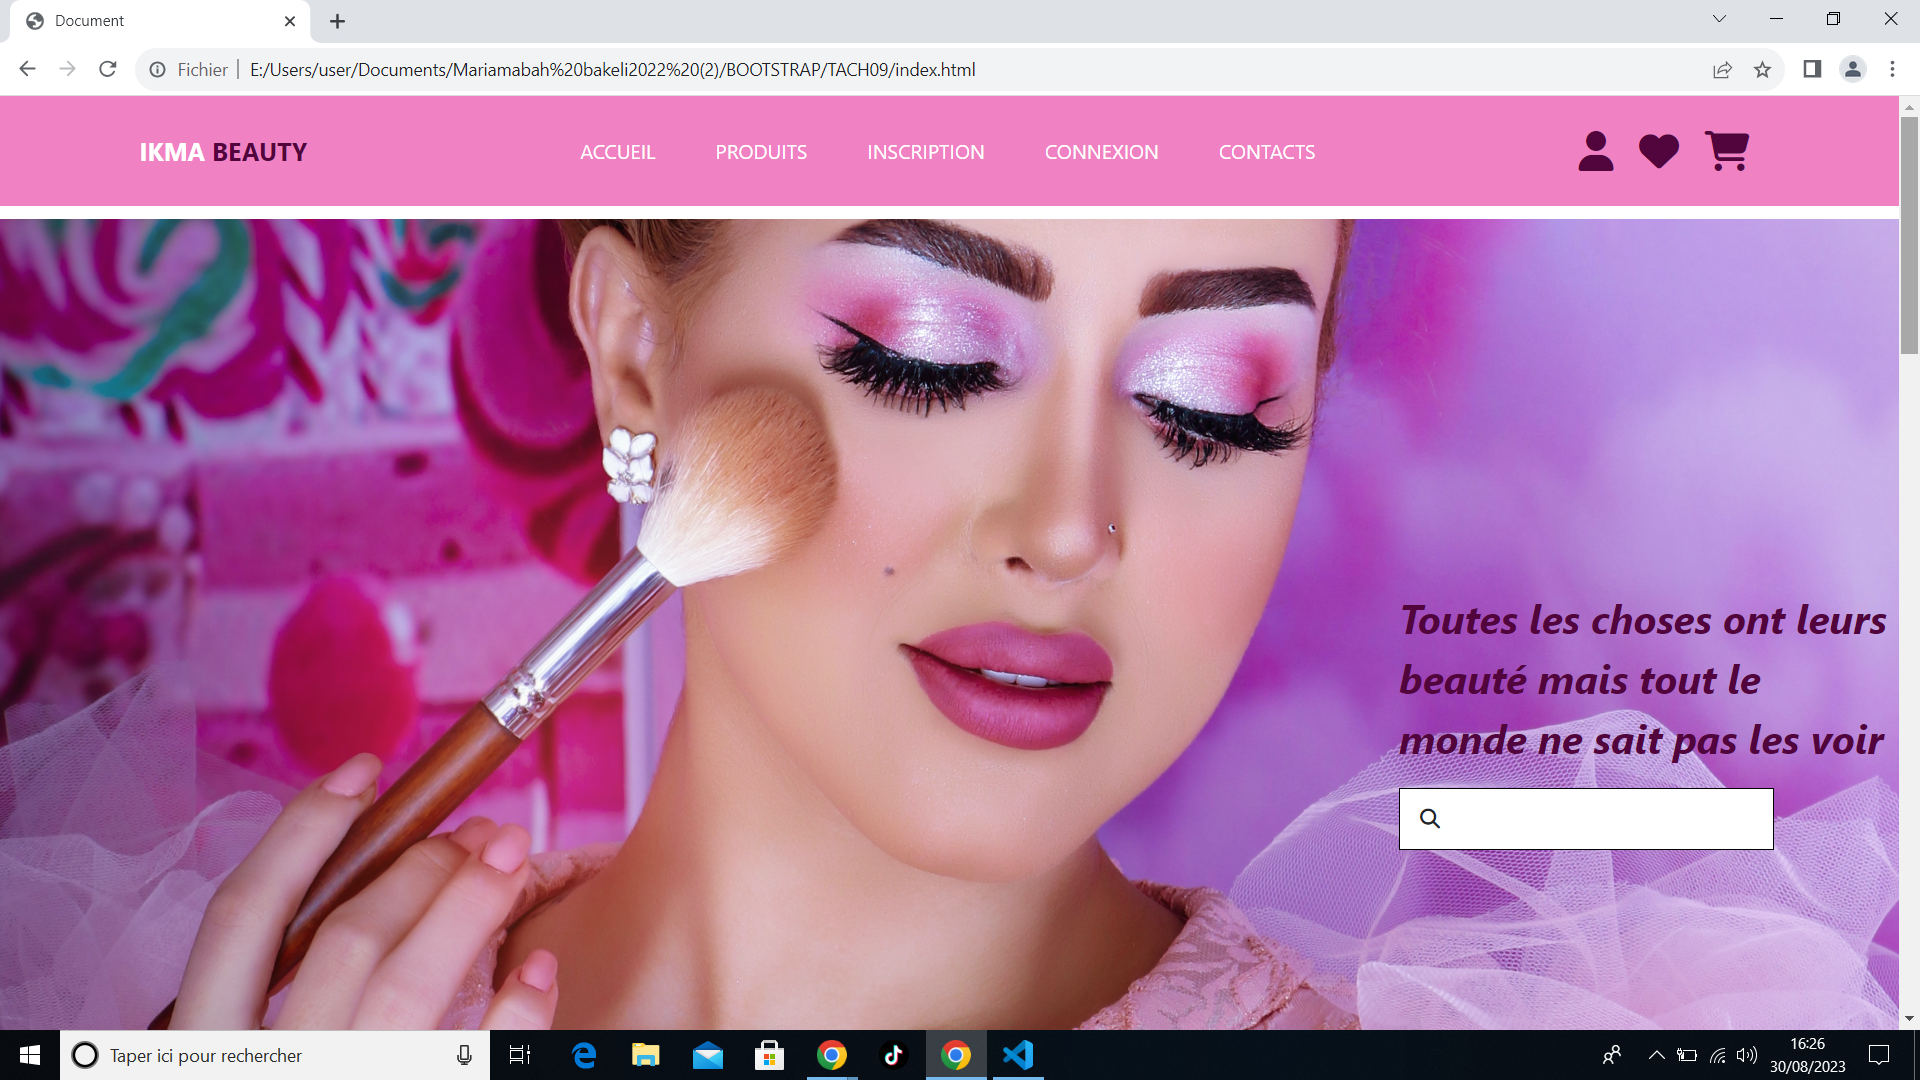 Document
Fichier | E:/Users/user/Documents/Mariamabah%20bakeli2022%20(2)/BOOTSTRAP/TACH09/index.html
IKMA BEAUTY
ACCUEIL PRODUITS INSCRIPTION CONNEXION CONTACTS
Toutes les choses ont leurs
beauté mais tout le
monde ne sait pas les voir
Taper ici pour rechercher
16:26
30/08/2023